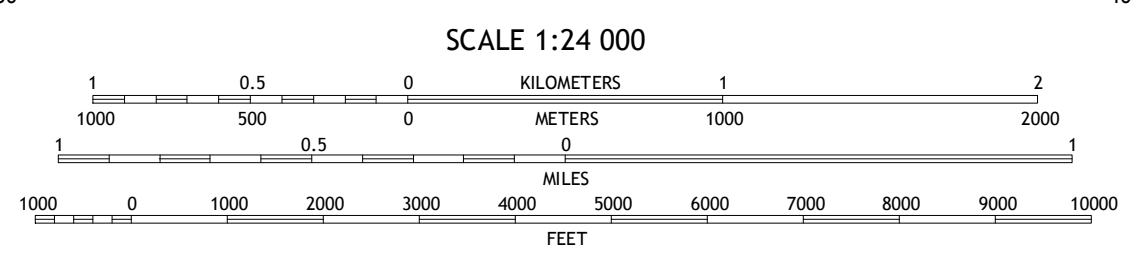 SCALE 1:24 000
1 0.5 0 KILOMETERS 1 2
1000 500 0 METERS 1000 2000
1 0.5 0 1
MILES
1000 0 1000 2000 3000 4000 5000 6000 7000 8000 9000 10000
FEET